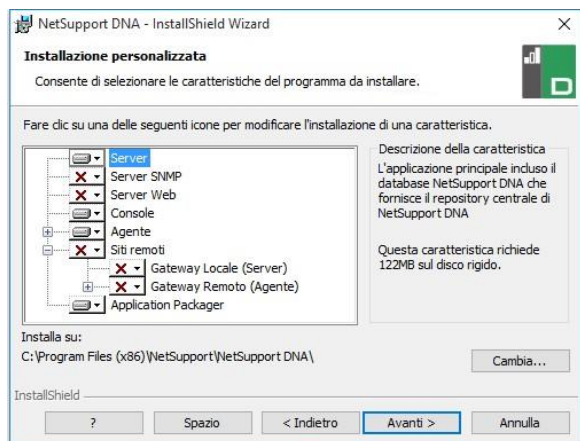 NetSupport DNA - InstallShield Wizard
Installazione personalizzata
Consente di selezionare le caratteristiche del programma da installare.
D
Fare clic su una delle seguenti icone per modificare l'installazione di una caratteristica.
Server
Server SNMP
Server Web
Console
Agente
Siti remoti
Gateway Locale (Server)
Gateway Remoto (Agente)
Application Packager
Descrizione della caratteristica
L'applicazione principale incluso il
database NetSupport DNA che
fornisce il repository centrale di
NetSupport DNA
Questa caratteristica richiede
122MB sul disco rigido.
Installa su:
C:\Program Files (x86)\NetSupport\NetSupport DNA\
Cambia...
InstallShield
?
Spazio
< Indietro
Avanti >
Annulla